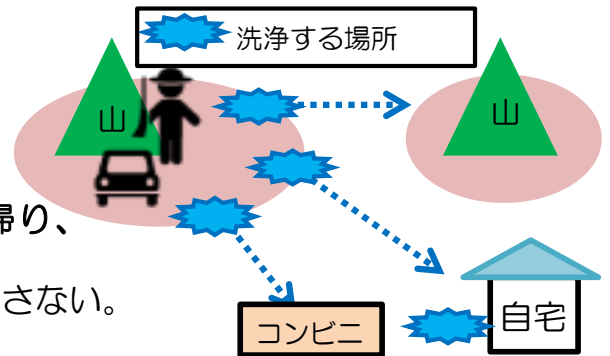 洗浄する場所
山
山
帰り、
さない。
コンビニ
自宅